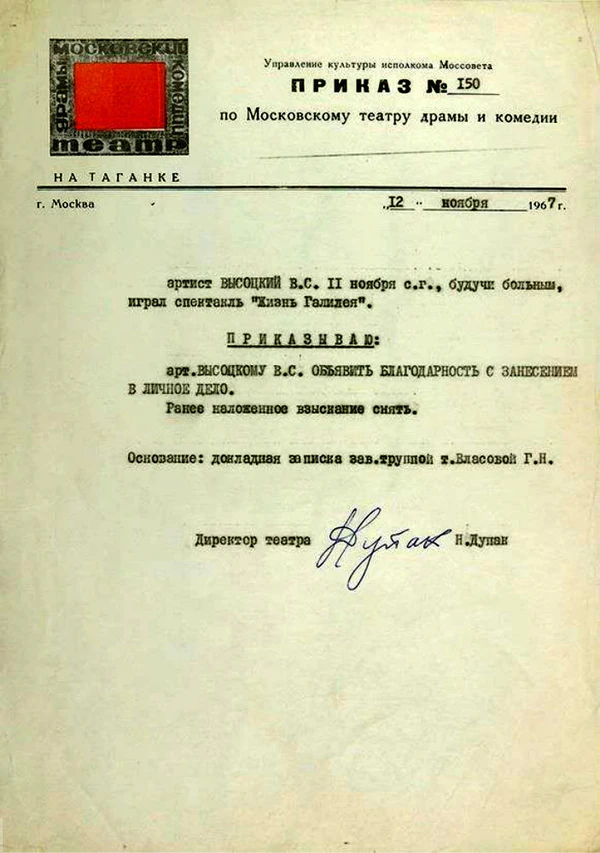 МОСКОВСКИЙ
драмы
комедии
театр
НА ТАГАНКЕ
Управление культуры исполкома Моссовета
ПРИКАЗ № 150
по Московскому театру драмы и комедии
г. Москва
„12 " ноября 1967 г.
артист ВЫСОЦКИЙ В.С. II ноября с.г., будучи больным,
играл спектакль "Жизнь Галилея".
ПРИКАЗЫВАЮ:
арт.ВЫСОЦКОМУ В.С. ОБЪЯВИТЬ БЛАГОДАРНОСТЬ С ЗАНЕСЕНИЕМ
В ЛИЧНОЕ ДЕЛО.
Ранее наложенное взыскание снять.
Основание: докладная записка зав.труппой т.Власовой Г.Н.
Директор театра Н.Дупак